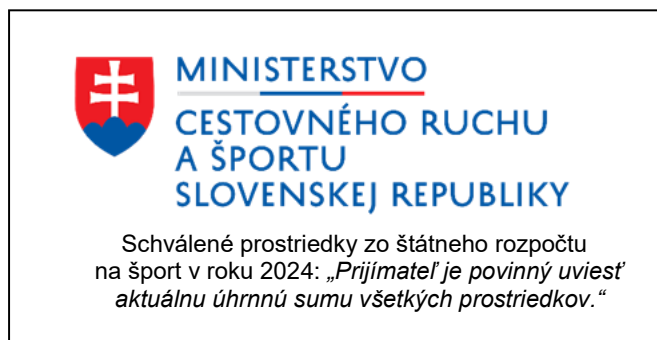 MINISTERSTVO
CESTOVNÉHO RUCHU
A ŠPORTU
SLOVENSKEJ REPUBLIKY
Schválené prostriedky zo štátneho rozpočtu
na šport v roku 2024: „Prijímateľ je povinný uviesť
aktuálnu úhrnnú sumu všetkých prostriedkov.“